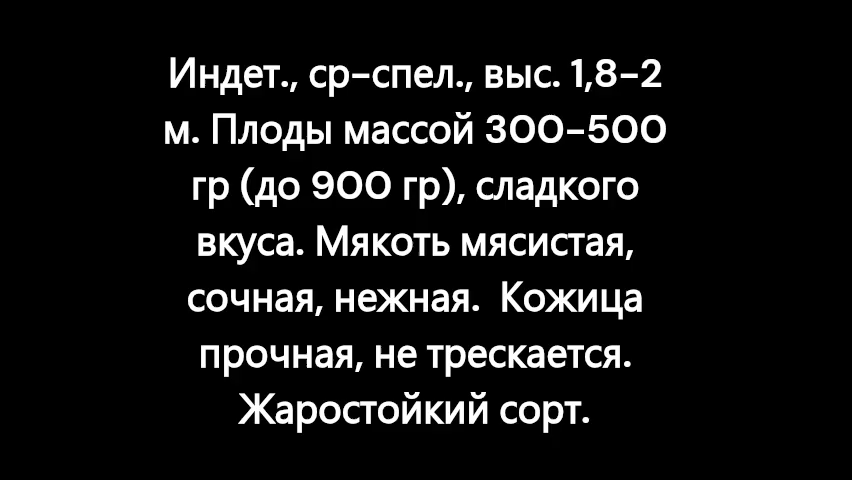 Индет., ср-спел., выс. 1,8-2
м. Плоды массой 300-500
гр (до 900 гр), сладкого
вкуса. Мякоть мясистая,
сочная, нежная.  Кожица
прочная, не трескается.
Жаростойкий сорт.